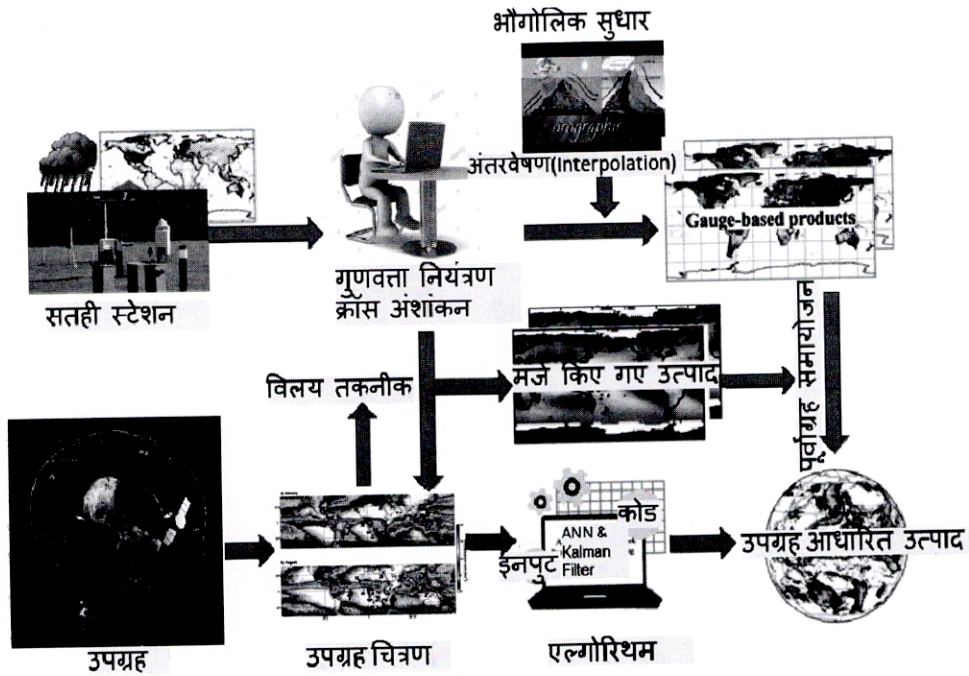 भौगोलिक सुधार
orographic
अंतरवेषण(Interpolation)
Gauge-based products
सतही स्टेशन
गुणवत्ता नियंत्रण
क्रॉस अंशांकन
विलय तकनीक
मर्ज किए गए उत्पाद
पूर्वाग्रह समायोजन
कोड
ANN &
Kalman
Filter
इनपुट
उपग्रह आधारित उत्पाद
उपग्रह
उपग्रह चित्रण
एल्गोरिथम